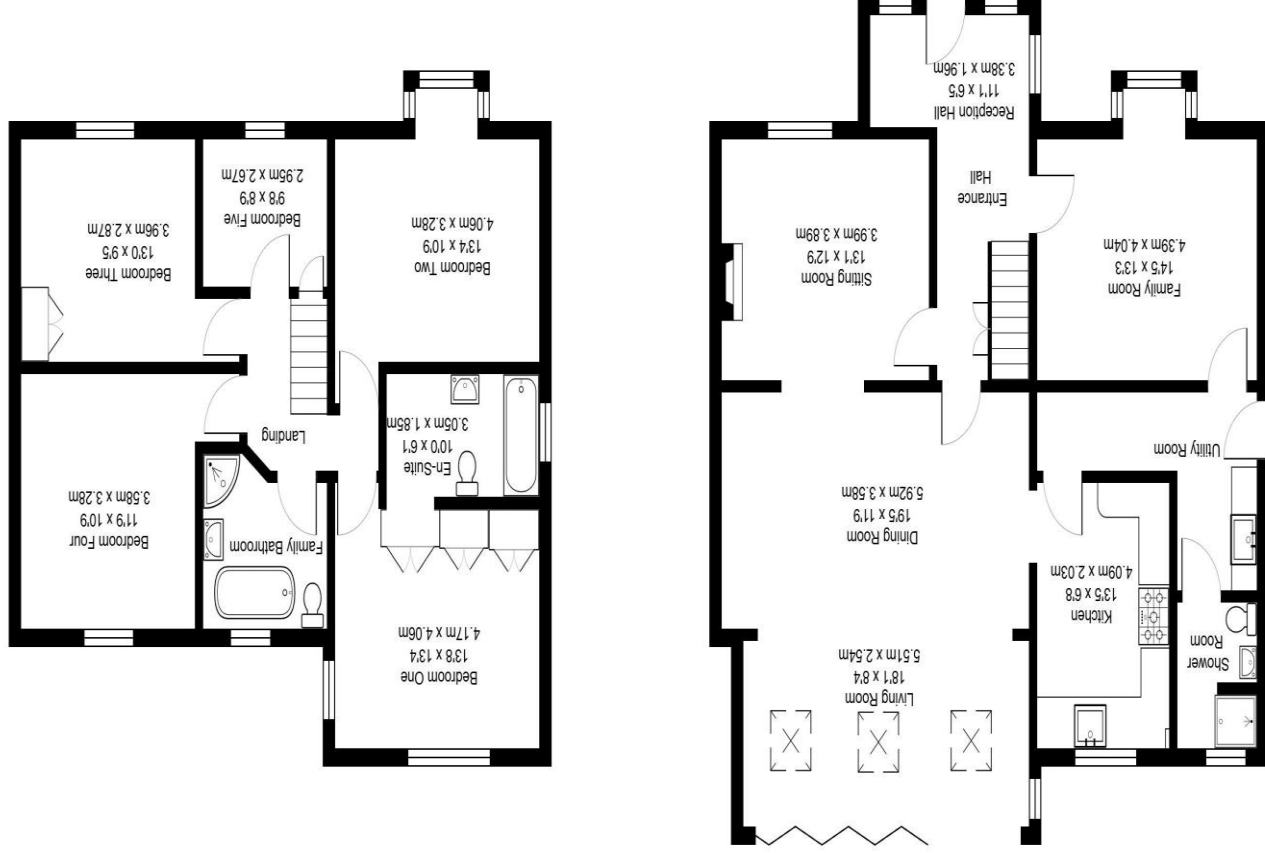 Living Room
18'1 x 8'4
5.51m x 2.54m
Shower
Room
Kitchen
13'5 x 6'8
4.09m x 2.03m
Dining Room
19'5 x 11'9
5.92m x 3.58m
Utility Room
Family Room
14'5 x 13'3
4.39m x 4.04m
Sitting Room
13'1 x 12'9
3.99m x 3.89m
Entrance
Hall
Reception Hall
11'1 x 6'5
3.38m x 1.96m
Bedroom One
13'8 x 13'4
4.17m x 4.06m
Family Bathroom
Bedroom Four
11'9 x 10'9
3.58m x 3.28m
En-Suite
10'0 x 6'1
3.05m x 1.85m
Landing
Bedroom Two
13'4 x 10'9
4.06m x 3.28m
Bedroom Five
9'8 x 8'9
2.95m x 2.67m
Bedroom Three
13'0 x 9'5
3.96m x 2.87m